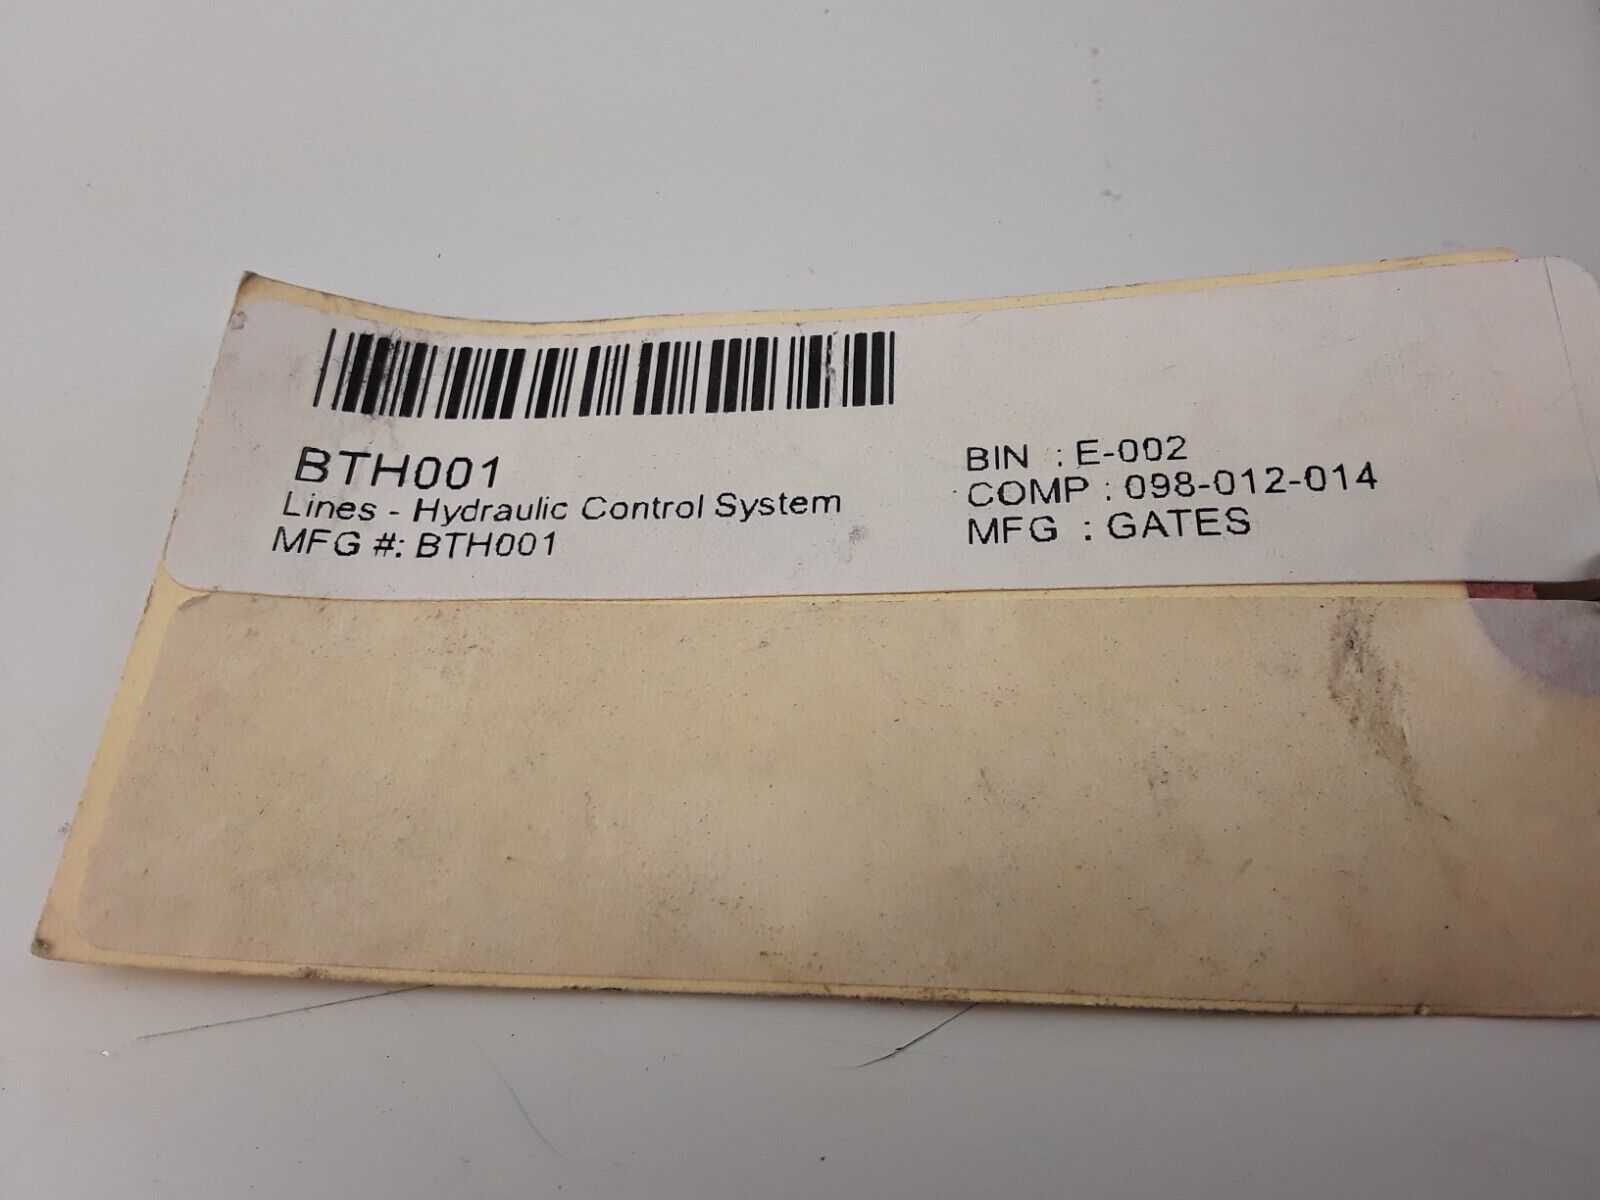 BTH001
Lines - Hydraulic Control System
MFG #: BTH001
BIN : E-002
COMP : 098-012-014
MFG : GATES